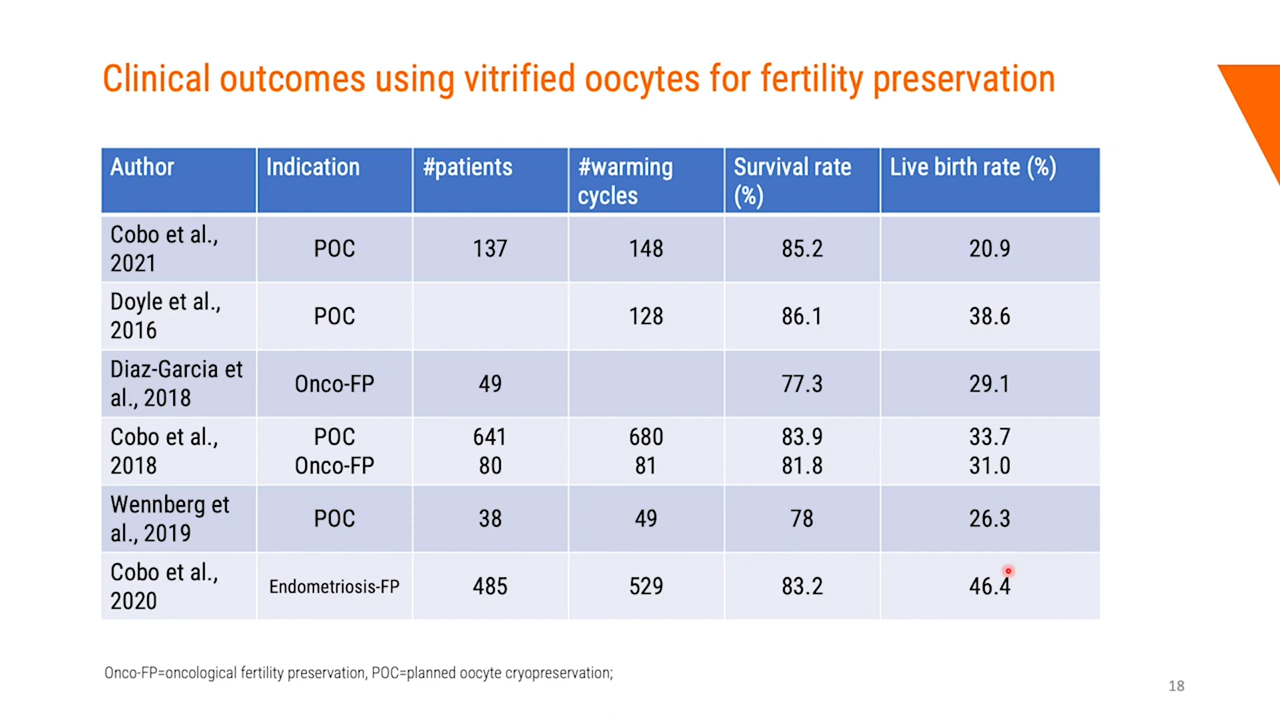 Clinical outcomes using vitrified oocytes for fertility preservation
Author Indication #patients #warming cycles Survival rate (%) Live birth rate (%)
Cobo et al., 2021 POC 137 148 85.2 20.9
Doyle et al., 2016 POC 128 86.1 38.6
Diaz-Garcia et al., 2018 Onco-FP 49 77.3 29.1
Cobo et al., POC 641 680 83.9 33.7
2018 Onco-FP 80 81 81.8 31.0
Wennberg et al., 2019 POC 38 49 78 26.3
Cobo et al., 2020 Endometriosis-FP 485 529 83.2 46.4
Onco-FP=oncological fertility preservation, POC=planned oocyte cryopreservation;
18